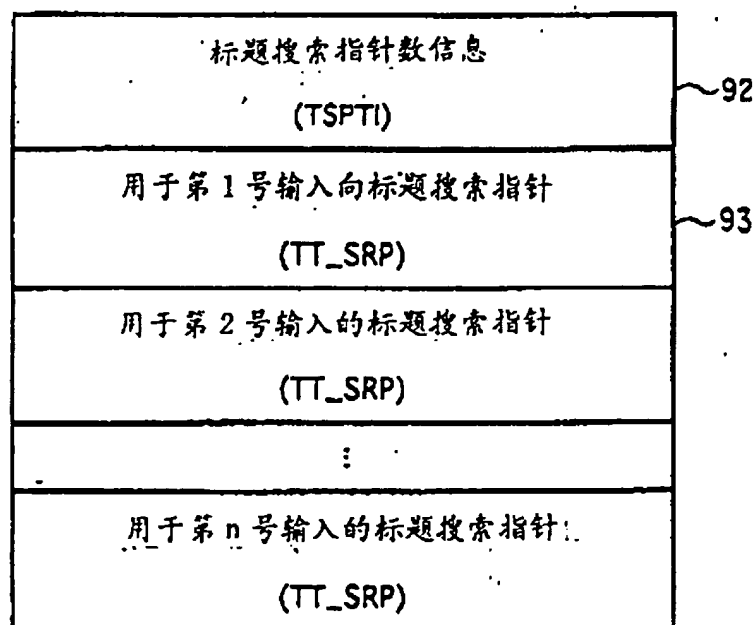 标题搜索指针数信息
(TSPTI)
92
用于第1号输入向标题搜索指针
(TT_SRP)
93
用于第2号输入的标题搜索指针
(TT_SRP)
⋮
用于第n号输入的标题搜索指针
(TT_SRP)